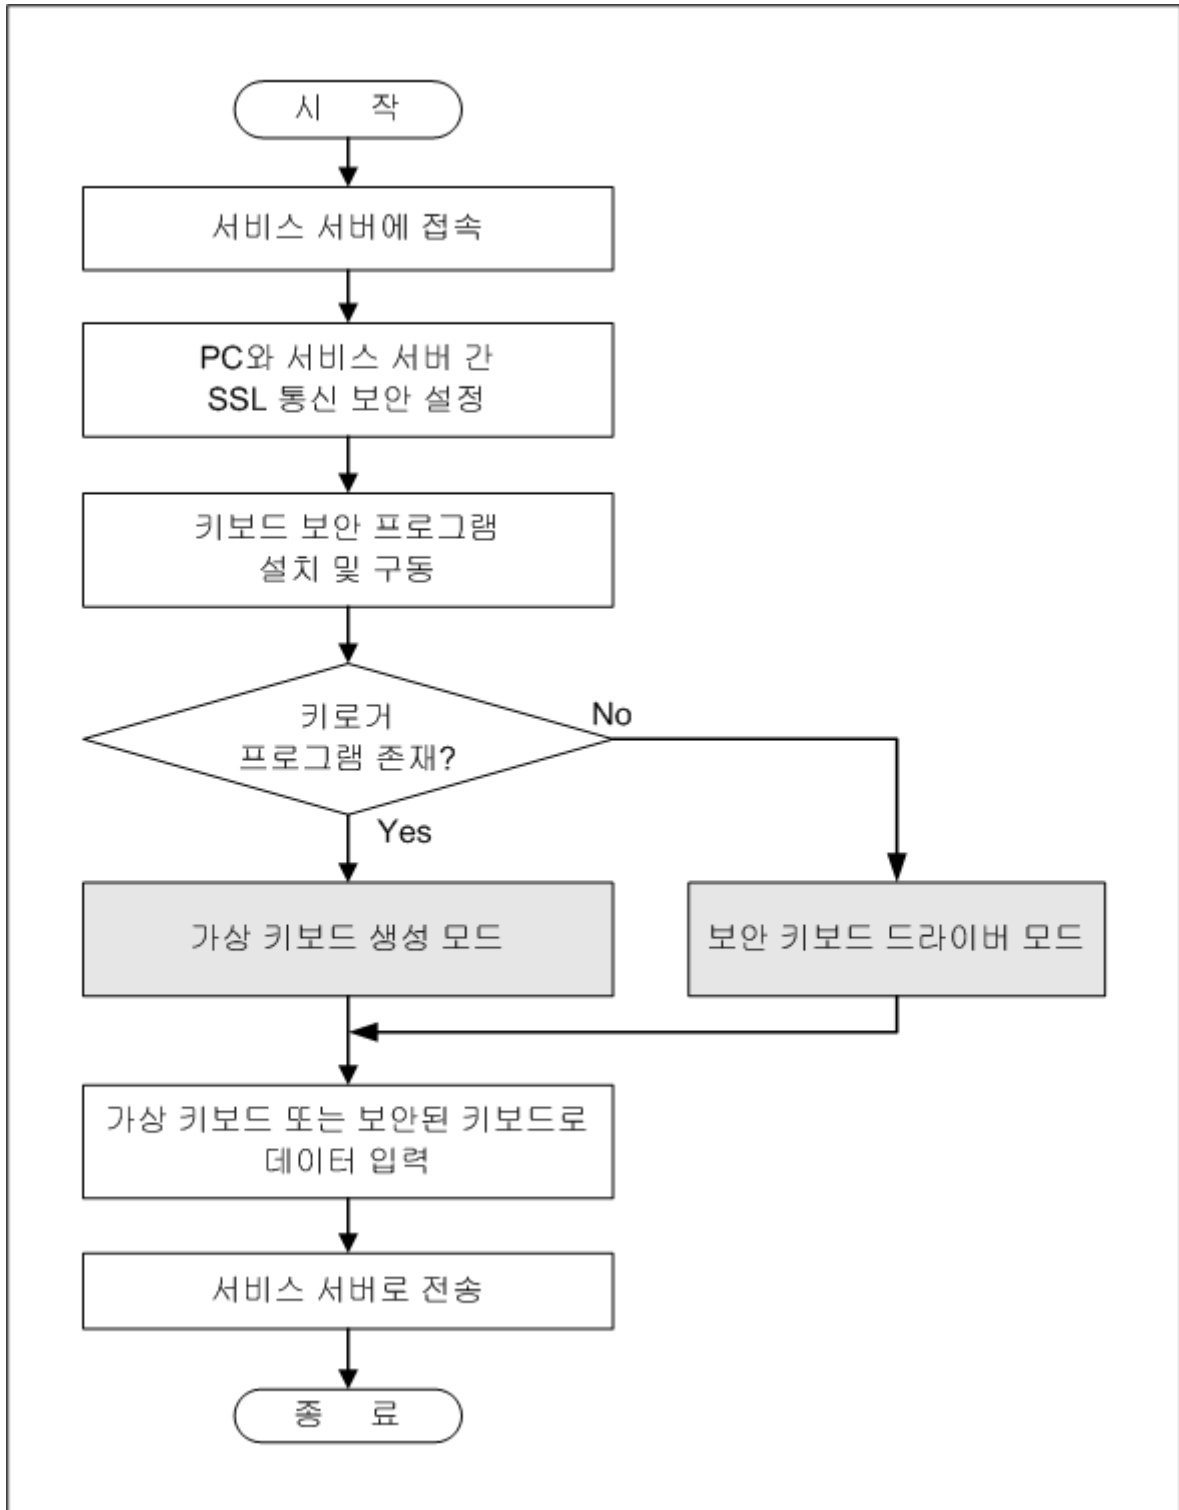 시 작
서비스 서버에 접속
PC와 서비스 서버 간
SSL 통신 보안 설정
키보드 보안 프로그램
설치 및 구동
키로거
프로그램 존재?
No
Yes
가상 키보드 생성 모드
보안 키보드 드라이버 모드
가상 키보드 또는 보안된 키보드로
데이터 입력
서비스 서버로 전송
종 료